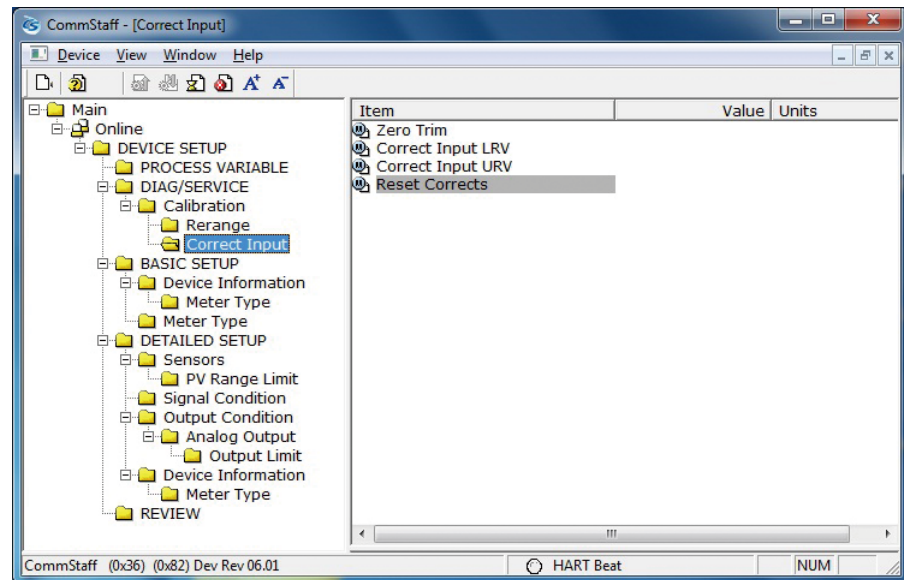 CommStaff - [Correct Input]
Device View Window Help
Main
Online
DEVICE SETUP
PROCESS VARIABLE
DIAG/SERVICE
Calibration
Rerange
Correct Input
BASIC SETUP
Device Information
Meter Type
Meter Type
DETAILED SETUP
Sensors
PV Range Limit
Signal Condition
Output Condition
Analog Output
Output Limit
Device Information
Meter Type
REVIEW
Item Value Units
Zero Trim
Correct Input LRV
Correct Input URV
Reset Corrects
CommStaff (0x36) (0x82) Dev Rev 06.01 HART Beat NUM